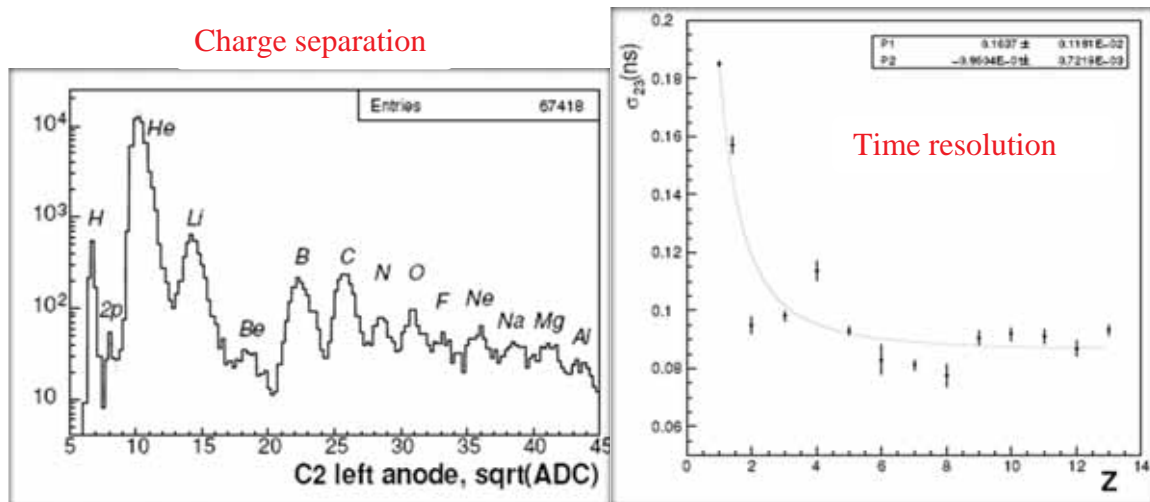 Charge separation
Entries 67418
10⁴
10³
10²
10
H
2p
He
Li
Be
B
C
N
O
F
Ne
Na
Mg
Al
5 10 15 20 25 30 35 40 45
C2 left anode, sqrt(ADC)
P1
P2
Time resolution
σ₂₃(ns)
0.2
0.18
0.16
0.14
0.12
0.1
0.08
0.06
0 2 4 6 8 10 12 14
Z